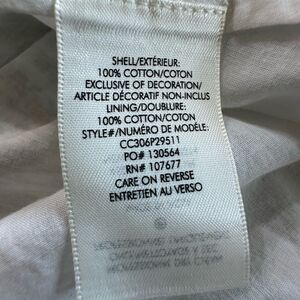 SHELL/EXTÉRIEUR:
100% COTTON/COTON
EXCLUSIVE OF DECORATION/
ARTICLE DÉCORATIF NON-INCLUS
LINING/DOUBLURE:
100% COTTON/COTON
STYLE#/NUMÉRO DE MODÈLE:
CC306P29511
PO# 130564
RN# 107677
CARE ON REVERSE
ENTRETIEN AU VERSO